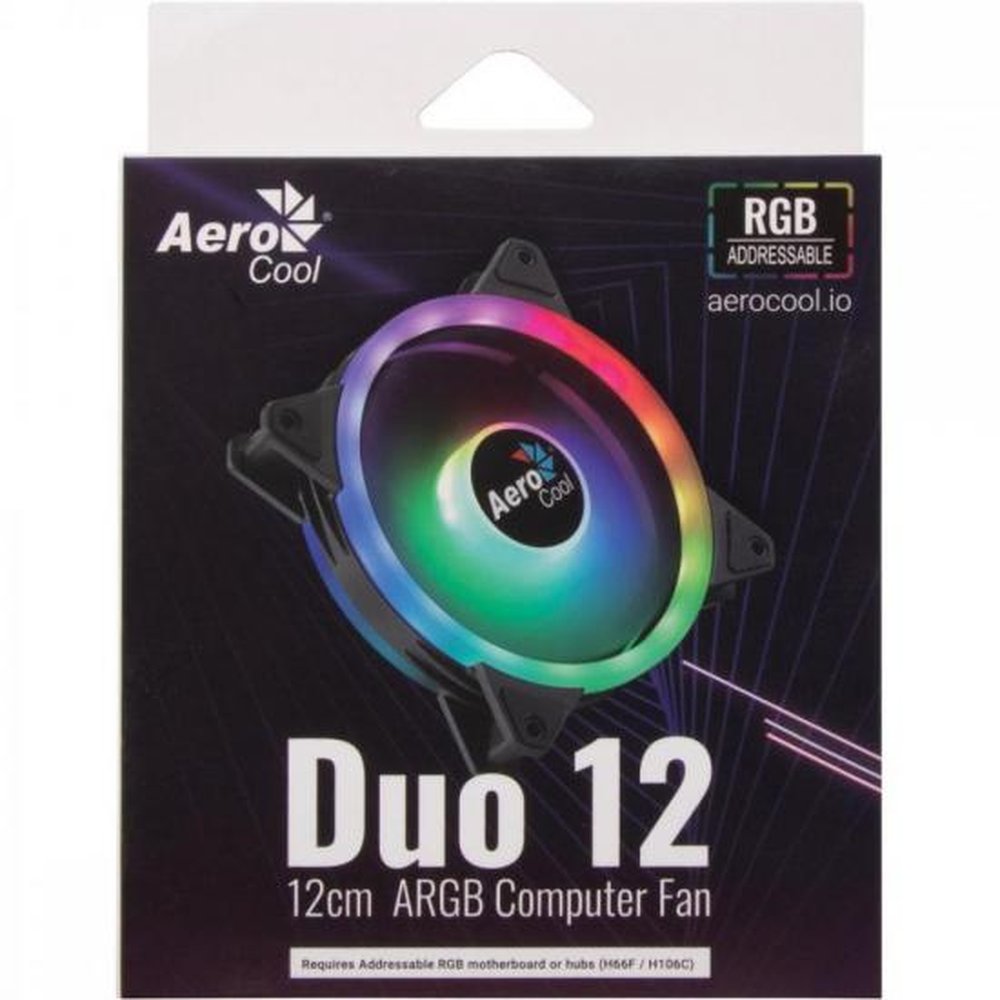 Aero
Cool
RGB
ADDRESSABLE
aerocool.io
Aero
Cool
Duo 12
12cm ARGB Computer Fan
Requires Addressable RGB motherboard or hubs (H66F / H106C)